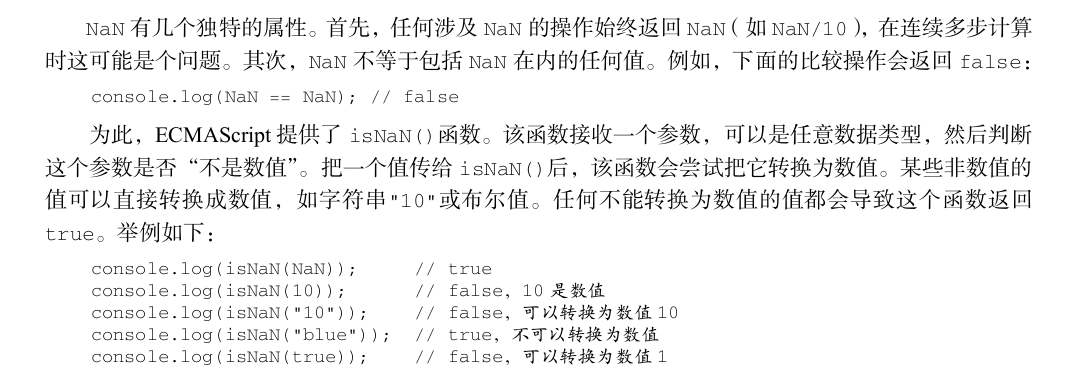 NaN 有几个独特的属性。首先，任何涉及 NaN 的操作始终返回 NaN（如 NaN/10），在连续多步计算
时这可能是个问题。其次，NaN 不等于包括 NaN 在内的任何值。例如，下面的比较操作会返回 false：
console.log(NaN == NaN); // false
为此，ECMAScript 提供了 isNaN()函数。该函数接收一个参数，可以是任意数据类型，然后判断
这个参数是否“不是数值”。把一个值传给 isNaN()后，该函数会尝试把它转换为数值。某些非数值的
值可以直接转换成数值，如字符串"10"或布尔值。任何不能转换为数值的值都会导致这个函数返回
true。举例如下：
console.log(isNaN(NaN));     // true
console.log(isNaN(10));      // false，10 是数值
console.log(isNaN("10"));    // false，可以转换为数值 10
console.log(isNaN("blue"));  // true，不可以转换为数值
console.log(isNaN(true));    // false，可以转换为数值 1